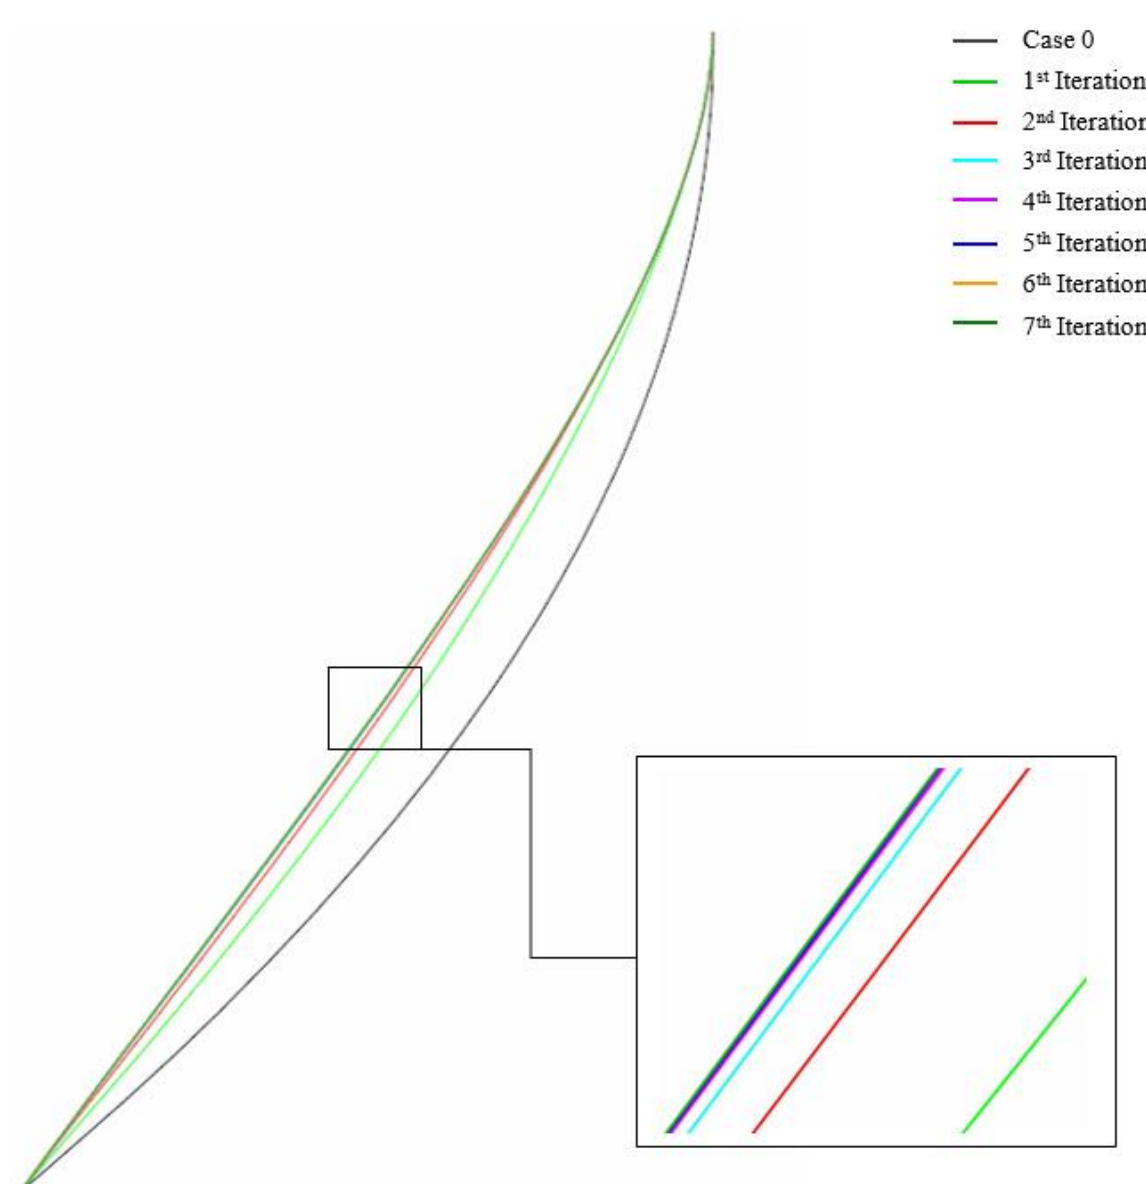 Case 0
1st Iteration
2nd Iteration
3rd Iteration
4th Iteration
5th Iteration
6th Iteration
7th Iteration